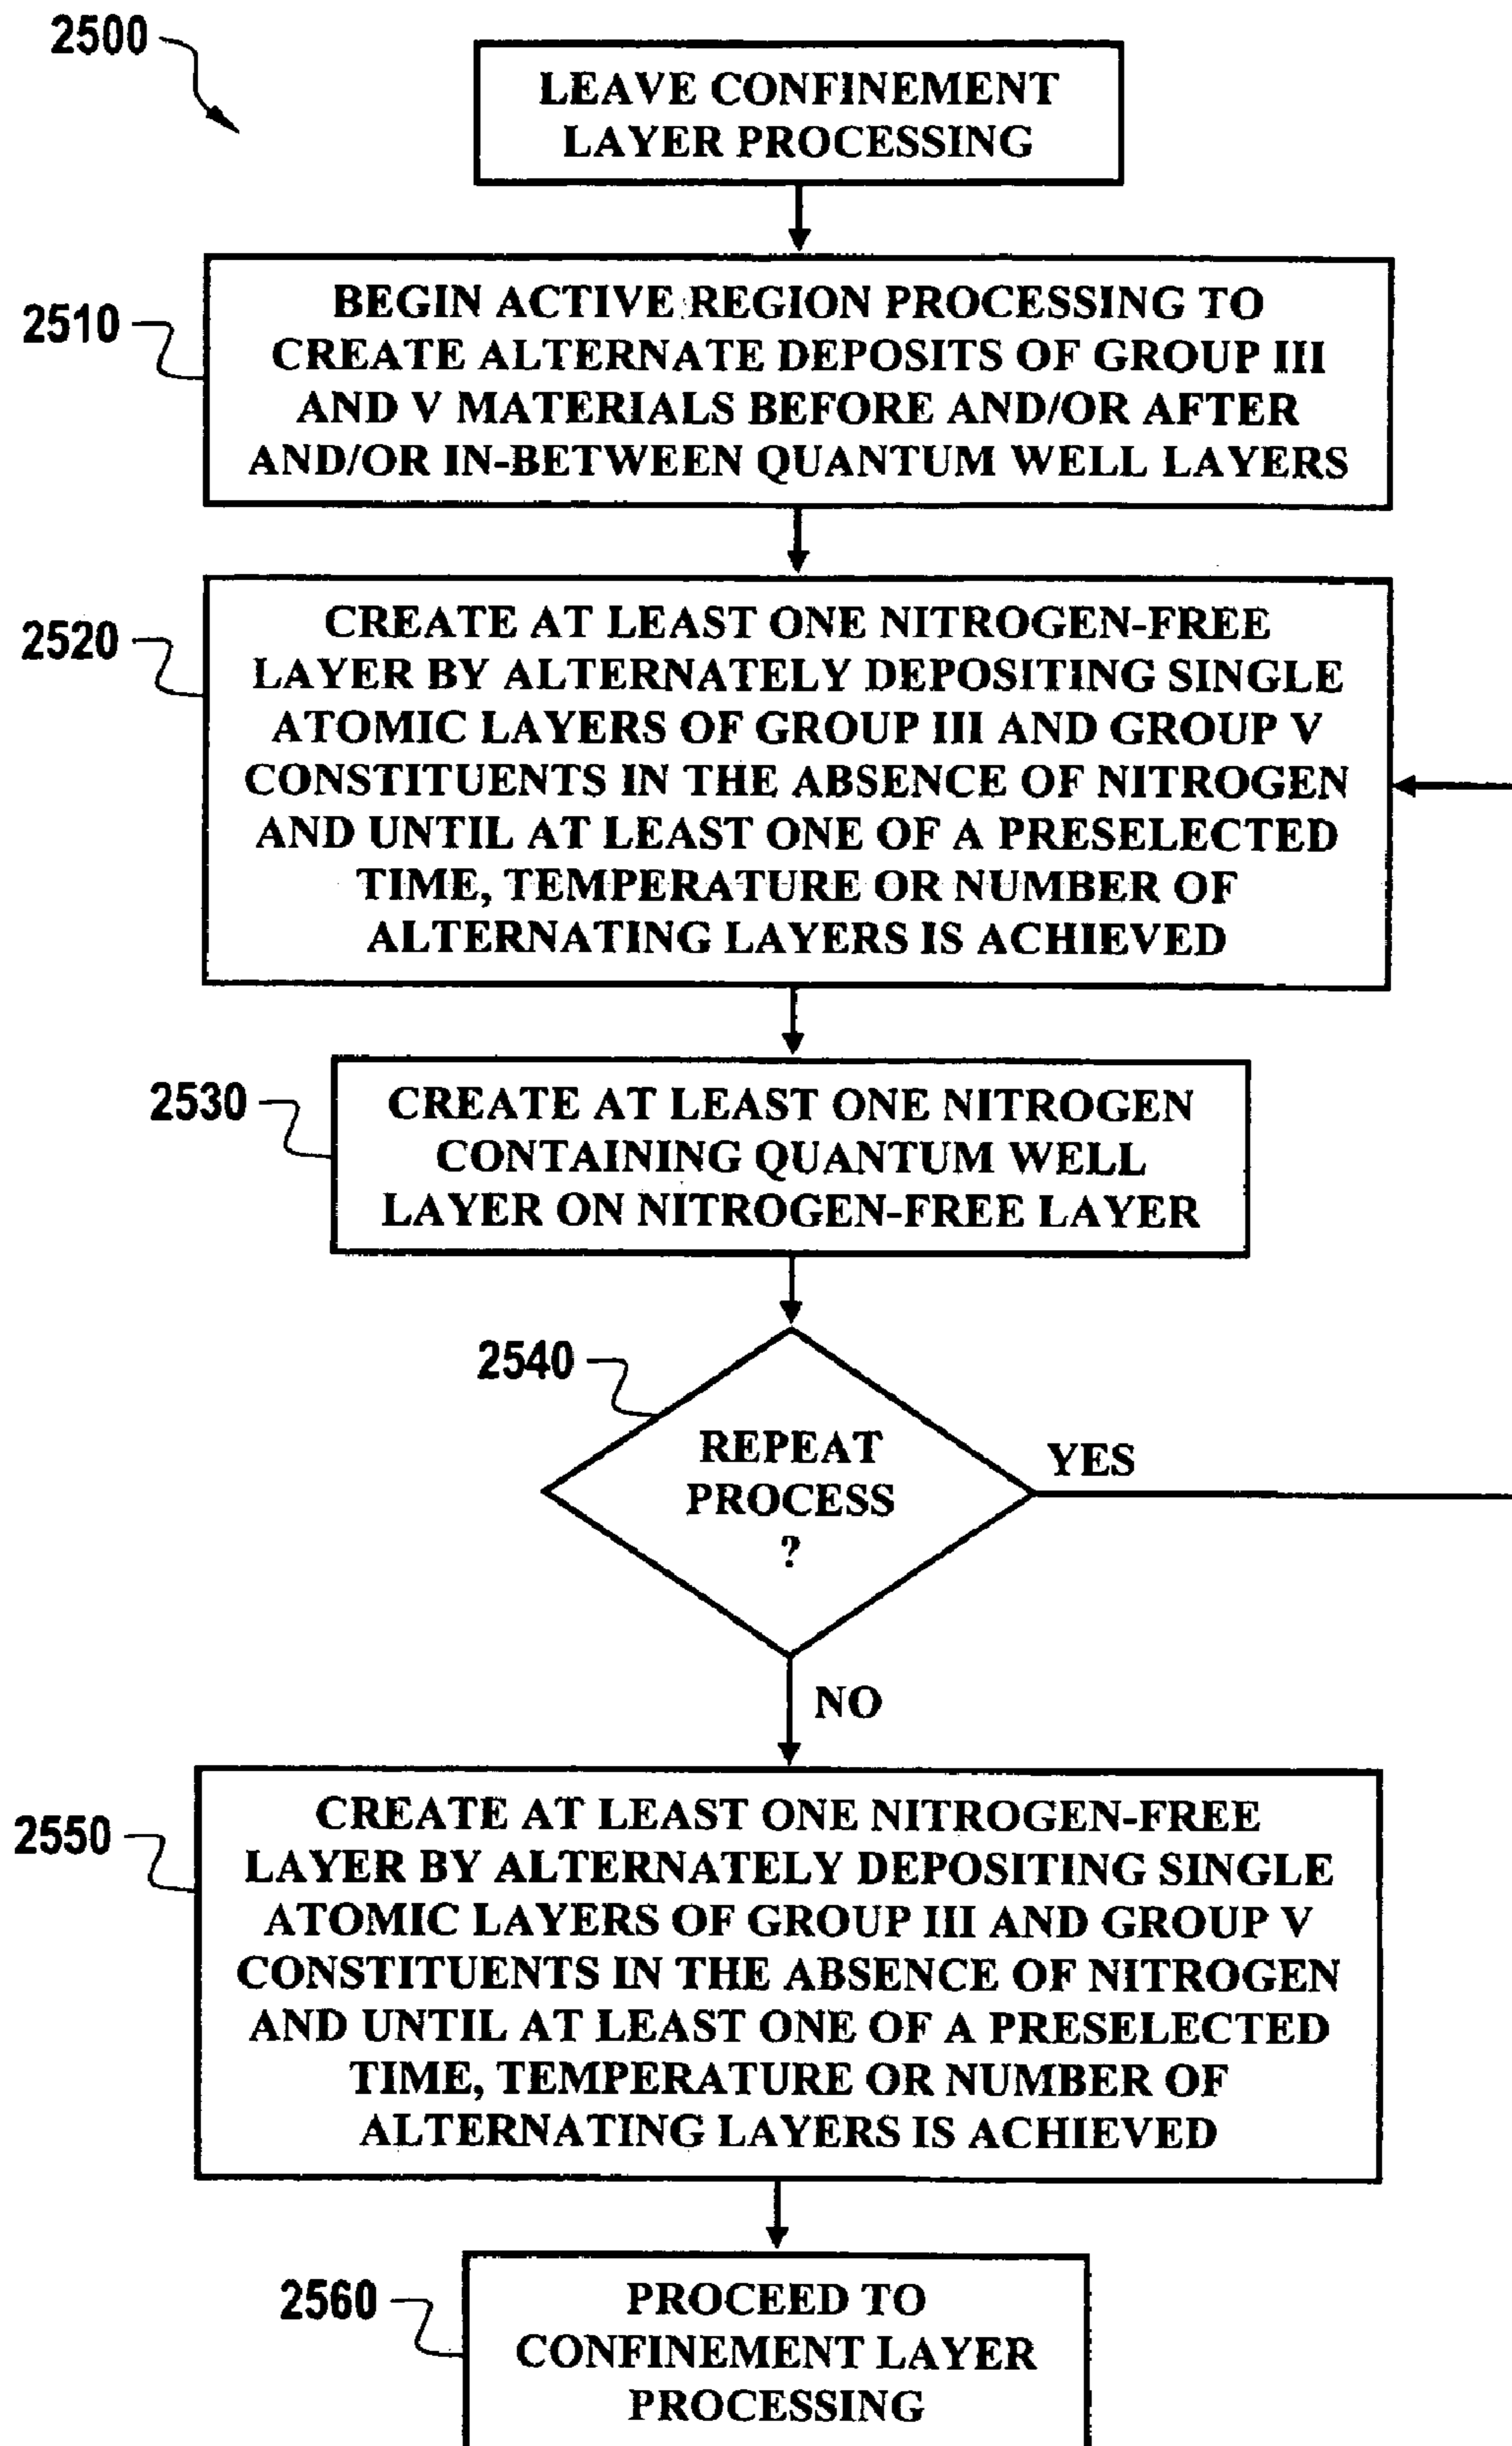 2500
LEAVE CONFINEMENT
LAYER PROCESSING
2510
BEGIN ACTIVE REGION PROCESSING TO
CREATE ALTERNATE DEPOSITS OF GROUP III
AND V MATERIALS BEFORE AND/OR AFTER
AND/OR IN-BETWEEN QUANTUM WELL LAYERS
2520
CREATE AT LEAST ONE NITROGEN-FREE
LAYER BY ALTERNATELY DEPOSITING SINGLE
ATOMIC LAYERS OF GROUP III AND GROUP V
CONSTITUENTS IN THE ABSENCE OF NITROGEN
AND UNTIL AT LEAST ONE OF A PRESELECTED
TIME, TEMPERATURE OR NUMBER OF
ALTERNATING LAYERS IS ACHIEVED
2530
CREATE AT LEAST ONE NITROGEN
CONTAINING QUANTUM WELL
LAYER ON NITROGEN-FREE LAYER
2540
REPEAT
PROCESS
?
YES
NO
2550
CREATE AT LEAST ONE NITROGEN-FREE
LAYER BY ALTERNATELY DEPOSITING SINGLE
ATOMIC LAYERS OF GROUP III AND GROUP V
CONSTITUENTS IN THE ABSENCE OF NITROGEN
AND UNTIL AT LEAST ONE OF A PRESELECTED
TIME, TEMPERATURE OR NUMBER OF
ALTERNATING LAYERS IS ACHIEVED
2560
PROCEED TO
CONFINEMENT LAYER
PROCESSING